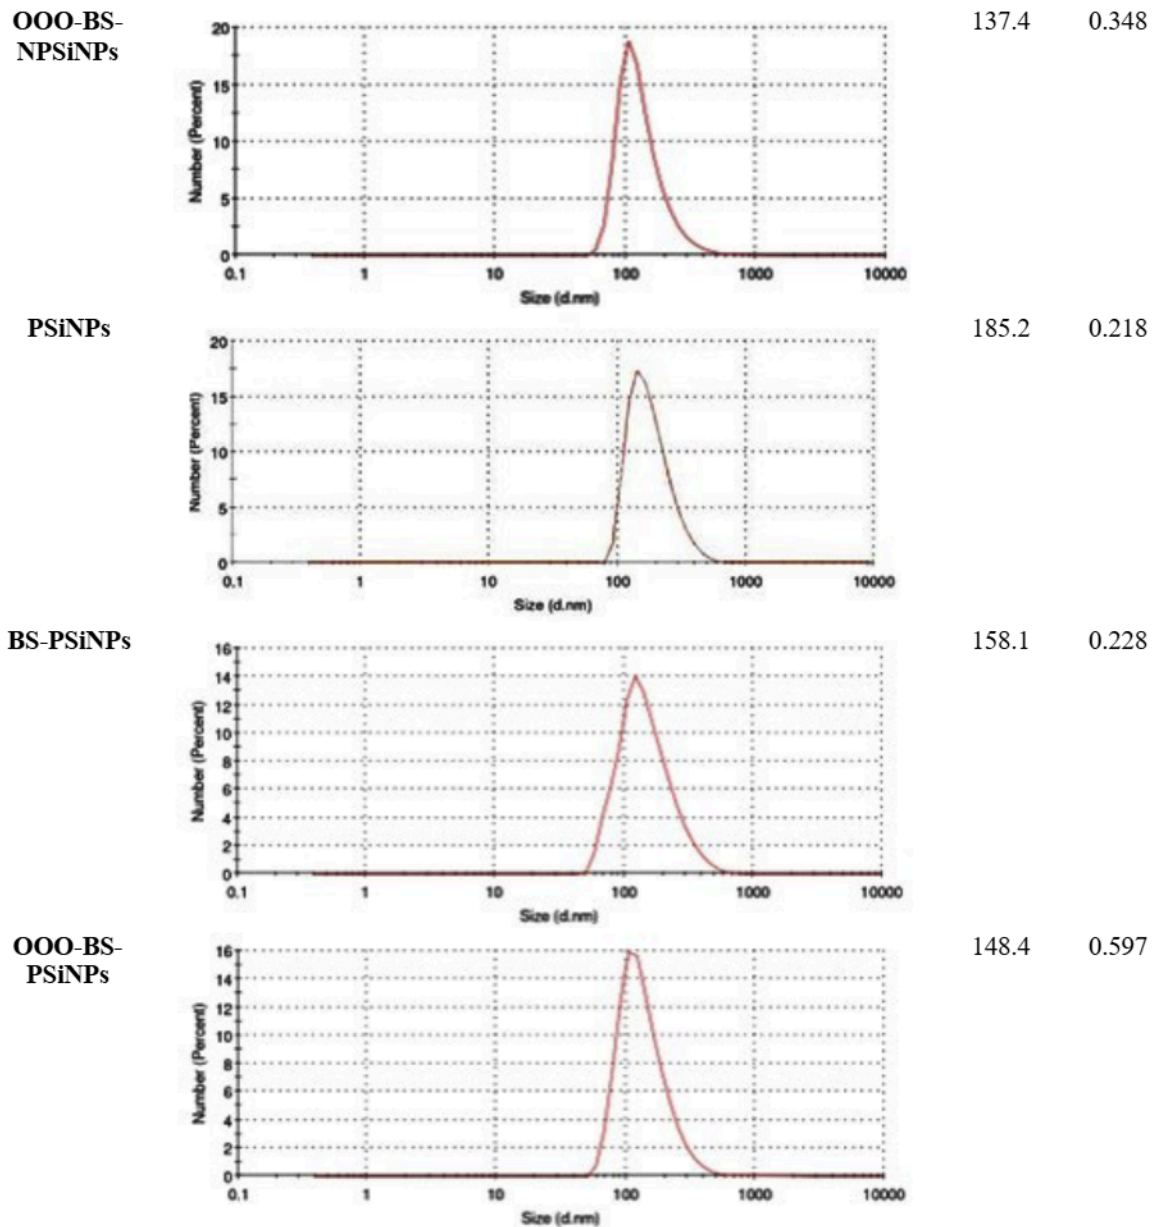 OOO-BS-
NPSiNPs
137.4 0.348
20
15
10
5
0
Number (Percent)
0.1 1 10 100 1000 10000
Size (d.nm)
PSiNPs
185.2 0.218
20
15
10
5
0
Number (Percent)
0.1 1 10 100 1000 10000
Size (d.nm)
BS-PSiNPs
158.1 0.228
16
14
12
10
8
6
4
2
0
Number (Percent)
0.1 1 10 100 1000 10000
Size (d.nm)
OOO-BS-
PSiNPs
148.4 0.597
16
14
12
10
8
6
4
2
0
Number (Percent)
0.1 1 10 100 1000 10000
Size (d.nm)